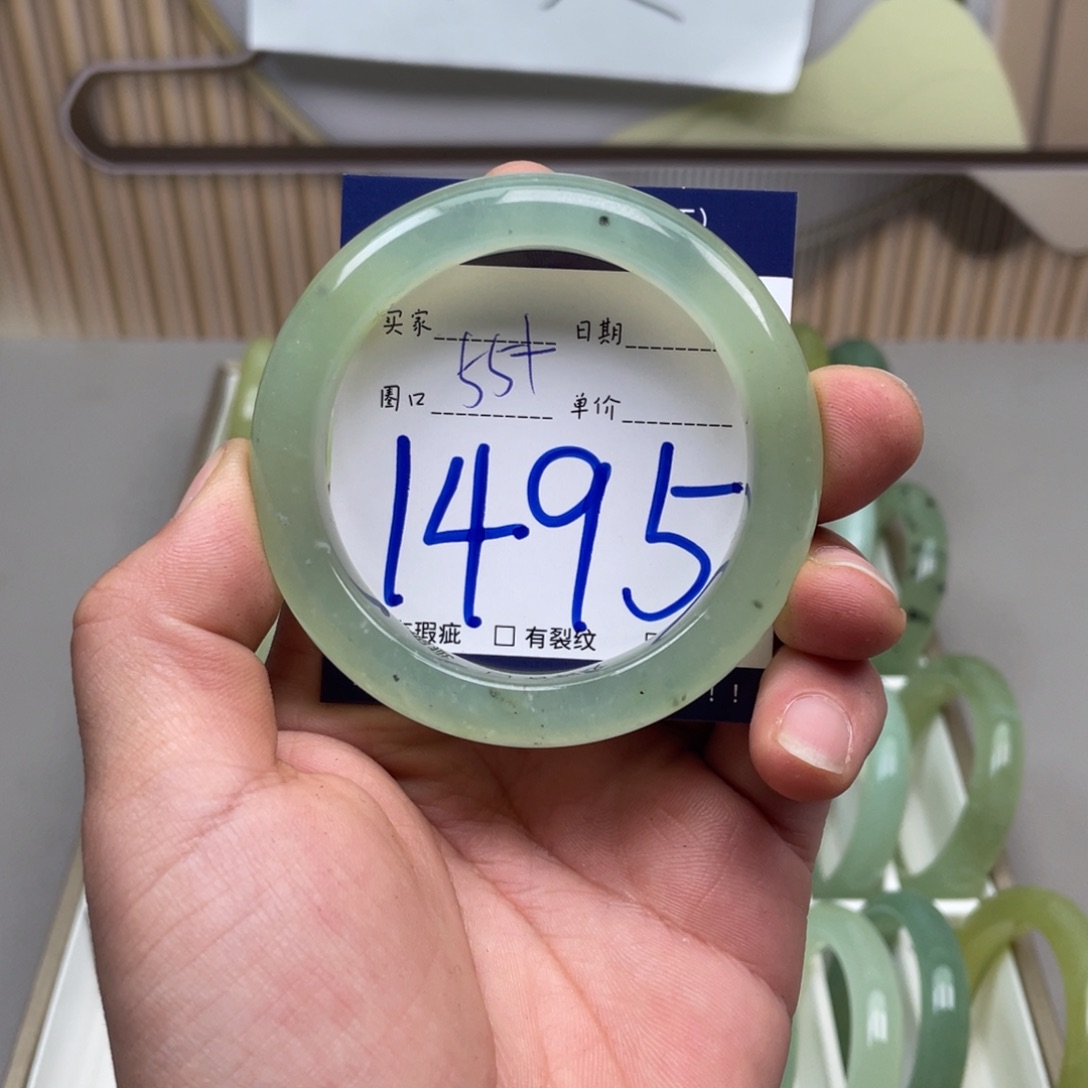 买家 日期
55+
圈口 单价
1495
瑕疵 □ 有裂纹
！！